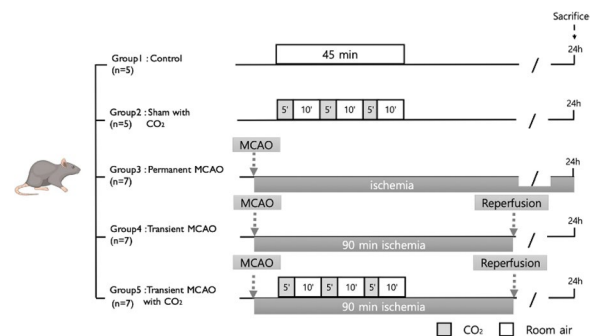 Sacrifice
Group1 : Control
(n=5)
45 min
24h
Group2 : Sham with
(n=5) CO₂
5' 10' 5' 10' 5' 10'
24h
MCAO
Group3 : Permanent MCAO
(n=7)
ischemia
24h
MCAO
Reperfusion
Group4 : Transient MCAO
(n=7)
90 min ischemia
24h
MCAO
Reperfusion
Group5 : Transient MCAO
(n=7) with CO₂
5' 10' 5' 10' 5' 10'
90 min ischemia
24h
CO₂ Room air